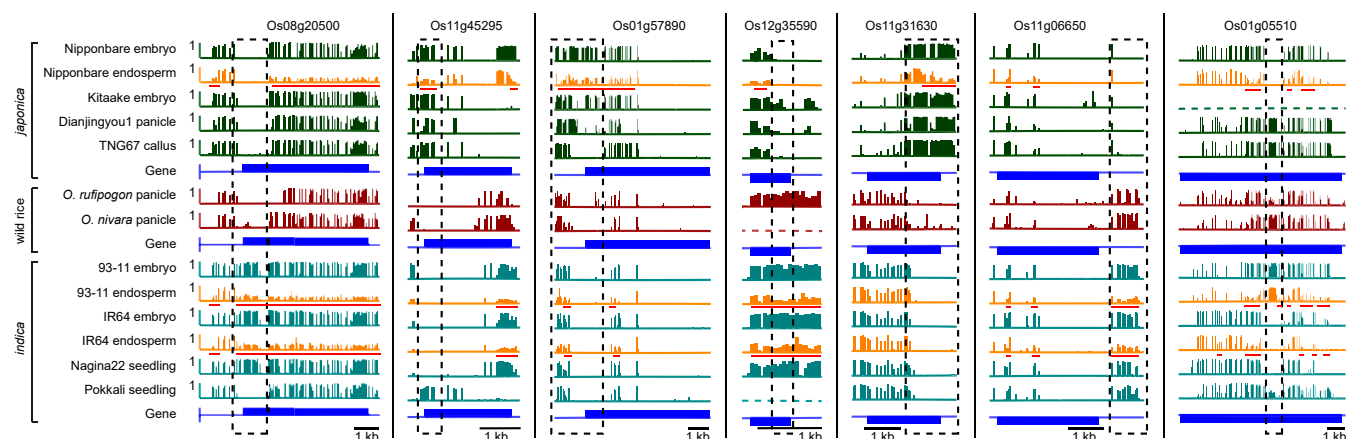 Os08g20500 Os11g45295 Os01g57890 Os12g35590 Os11g31630 Os11g06650 Os01g05510
japonica
Nipponbare embryo 1
Nipponbare endosperm 1
Kitaake embryo 1
Dianjingyou1 panicle 1
TNG67 callus 1
Gene
wild rice
O. rufipogon panicle 1
O. nivara panicle 1
Gene
indica
93-11 embryo 1
93-11 endosperm 1
IR64 embryo 1
IR64 endosperm 1
Nagina22 seedling 1
Pokkali seedling 1
Gene
1 kb 1 kb 1 kb 1 kb 1 kb 1 kb 1 kb